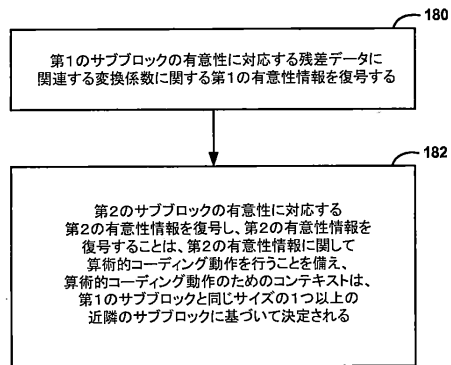 180
第1のサブブロックの有意性に対応する残差データに
関連する変換係数に関する第1の有意性情報を復号する
182
第2のサブブロックの有意性に対応する
第2の有意性情報を復号し、第2の有意性情報を
復号することは、第2の有意性情報に関して
算術的コーディング動作を行うことを備え、
算術的コーディング動作のためのコンテキストは、
第1のサブブロックと同じサイズの1つ以上の
近隣のサブブロックに基づいて決定される